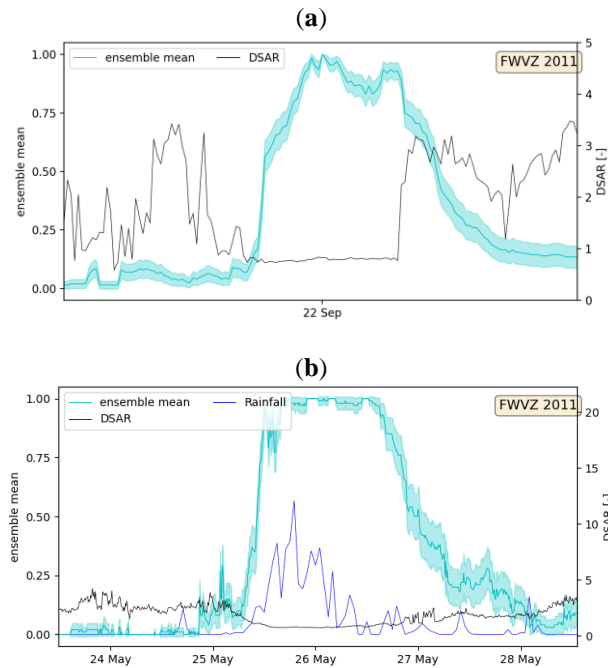 (a)
ensemble mean DSAR
FWVZ 2011
ensemble mean
1.00
0.75
0.50
0.25
0.00
5
4
3
2
1
0
DSAR [-]
22 Sep
(b)
ensemble mean Rainfall
DSAR
FWVZ 2011
ensemble mean
1.00
0.75
0.50
0.25
0.00
20
15
10
5
0
DSAR [-]
24 May 25 May 26 May 27 May 28 May